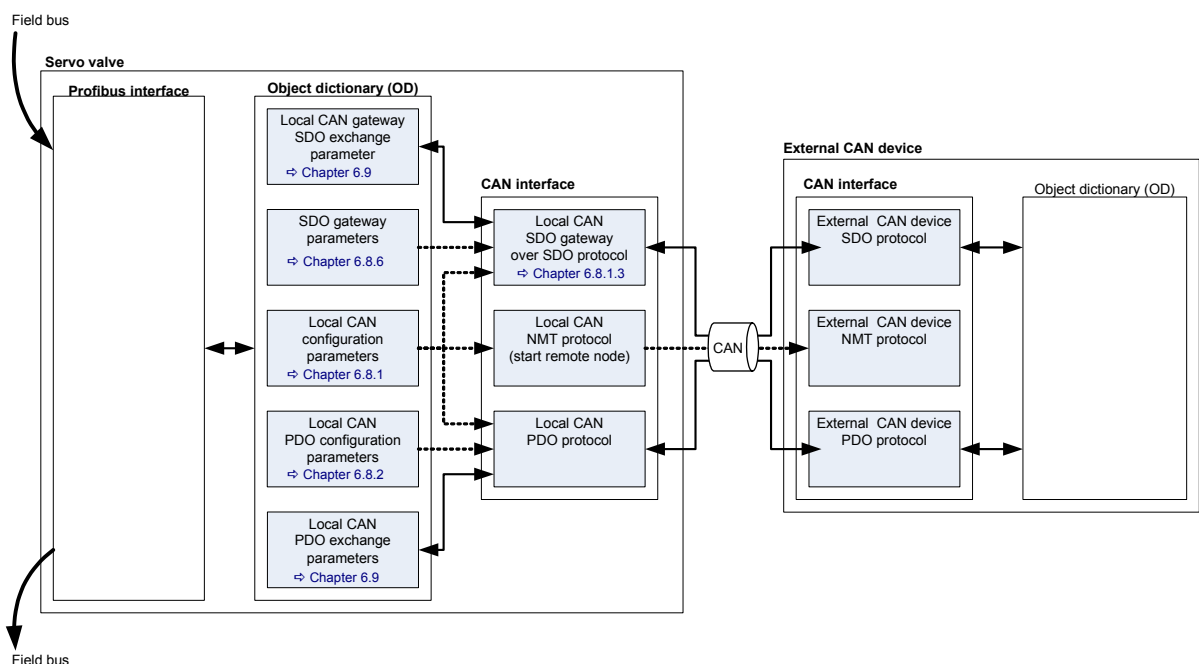 Field bus
Servo valve
Profibus interface
Object dictionary (OD)
Local CAN gateway
SDO exchange
parameter
⇨ Chapter 6.9
SDO gateway
parameters
⇨ Chapter 6.8.6
Local CAN
configuration
parameters
⇨ Chapter 6.8.1
Local CAN
PDO configuration
parameters
⇨ Chapter 6.8.2
Local CAN
PDO exchange
parameters
⇨ Chapter 6.9
CAN interface
Local CAN
SDO gateway
over SDO protocol
⇨ Chapter 6.8.1.3
Local CAN
NMT protocol
(start remote node)
Local CAN
PDO protocol
CAN
External CAN device
CAN interface
External CAN device
SDO protocol
External CAN device
NMT protocol
External CAN device
PDO protocol
Object dictionary (OD)
Field bus